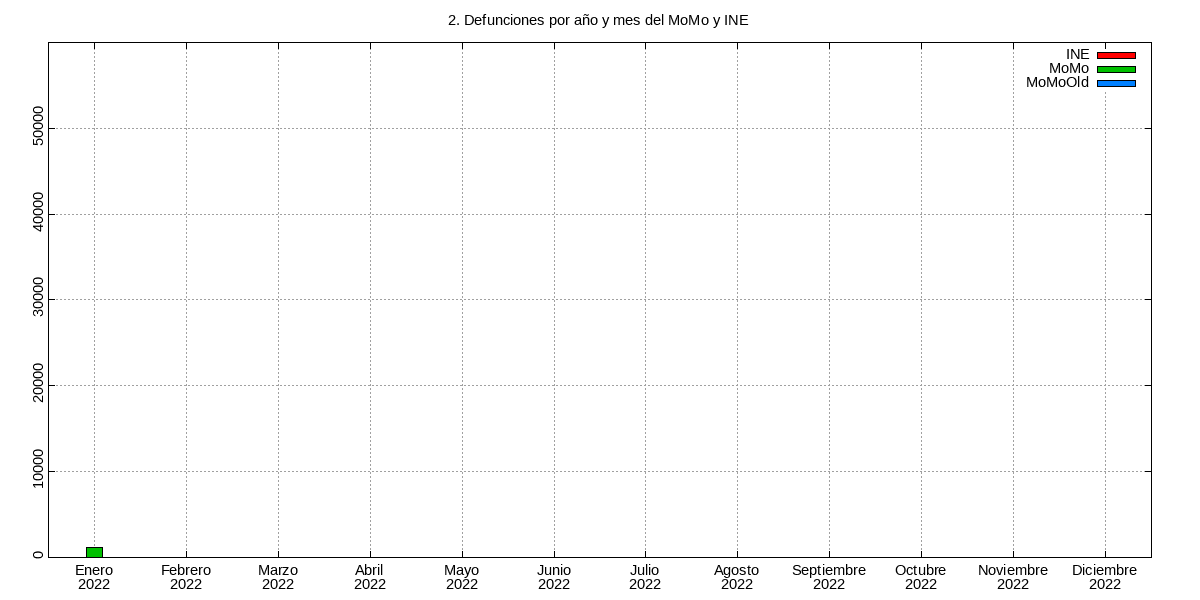 2. Defunciones por año y mes del MoMo y INE
INE
MoMo
MoMoOld
50000
40000
30000
20000
10000
0
Enero Febrero Marzo Abril Mayo Junio Julio Agosto Septiembre Octubre Noviembre Diciembre
2022 2022 2022 2022 2022 2022 2022 2022 2022 2022 2022 2022